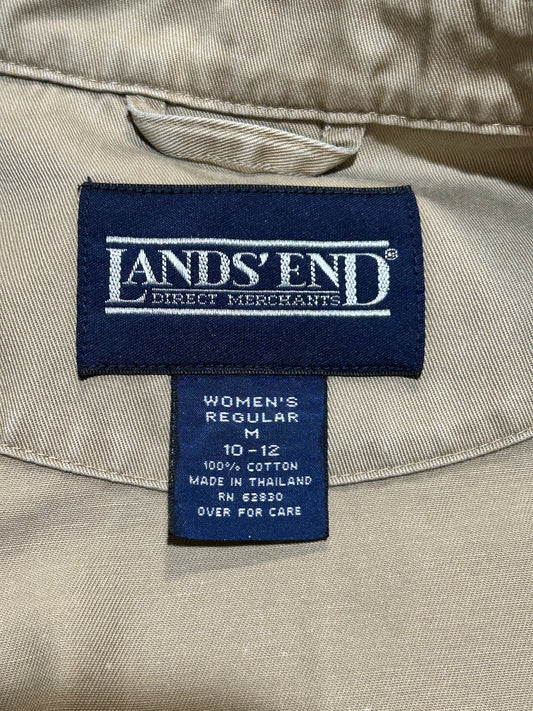 LANDS' END®
DIRECT MERCHANTS
WOMEN'S
REGULAR
M
10-12
100% COTTON
MADE IN THAILAND
RN 62830
OVER FOR CARE